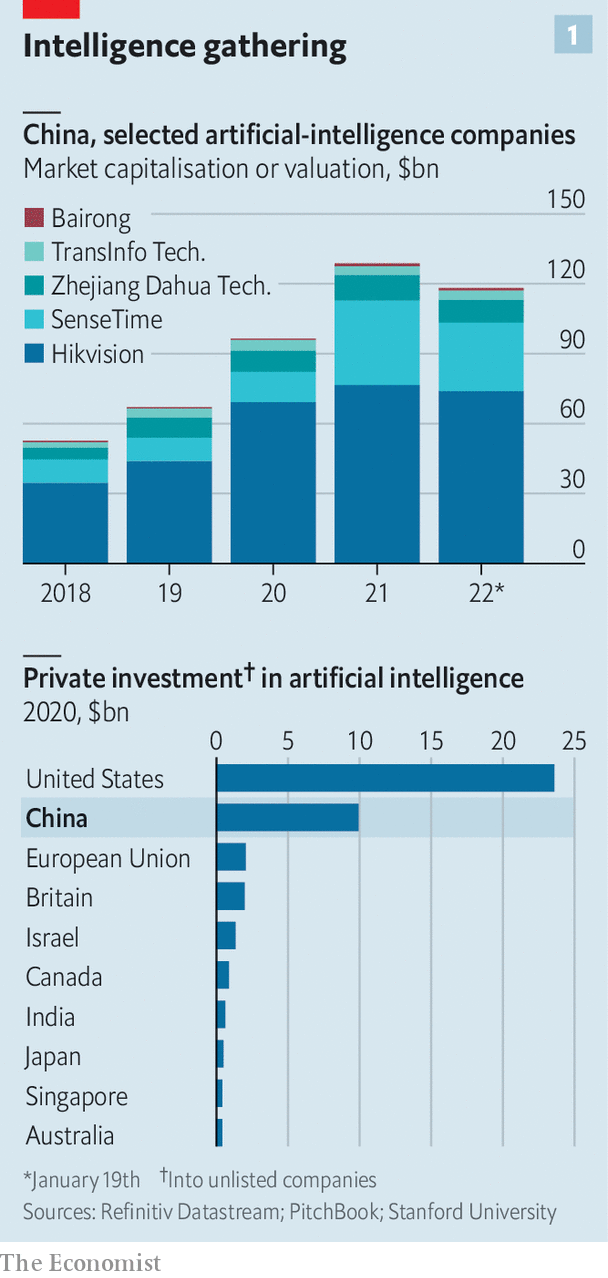 Intelligence gathering
1
China, selected artificial-intelligence companies
Market capitalisation or valuation, $bn
150
Bairong
TransInfo Tech.
Zhejiang Dahua Tech.
120
SenseTime
Hikvision
90
60
30
0
2018 19 20 21 22*
Private investment† in artificial intelligence
2020, $bn
0 5 10 15 20 25
United States
China
European Union
Britain
Israel
Canada
India
Japan
Singapore
Australia
*January 19th †Into unlisted companies
Sources: Refinitiv Datastream; PitchBook; Stanford University
The Economist